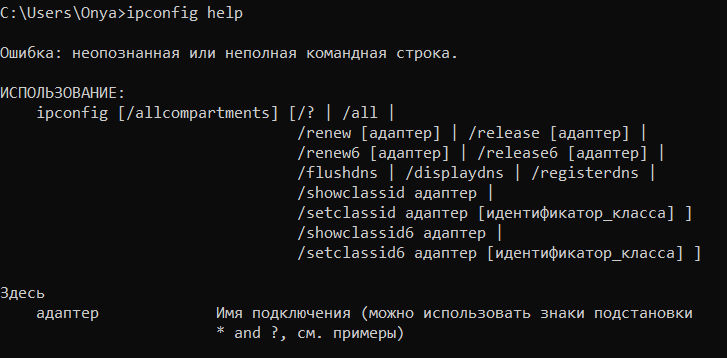 C:\Users\Onya>ipconfig help
Ошибка: неопознанная или неполная командная строка.
ИСПОЛЬЗОВАНИЕ:
ipconfig [/allcompartments] [/? | /all |
/renew [адаптер] | /release [адаптер] |
/renew6 [адаптер] | /release6 [адаптер] |
/flushdns | /displaydns | /registerdns |
/showclassid адаптер |
/setclassid адаптер [идентификатор_класса] ]
/showclassid6 адаптер |
/setclassid6 адаптер [идентификатор_класса] ]
Здесь
адаптер Имя подключения (можно использовать знаки подстановки
* and ?, см. примеры)